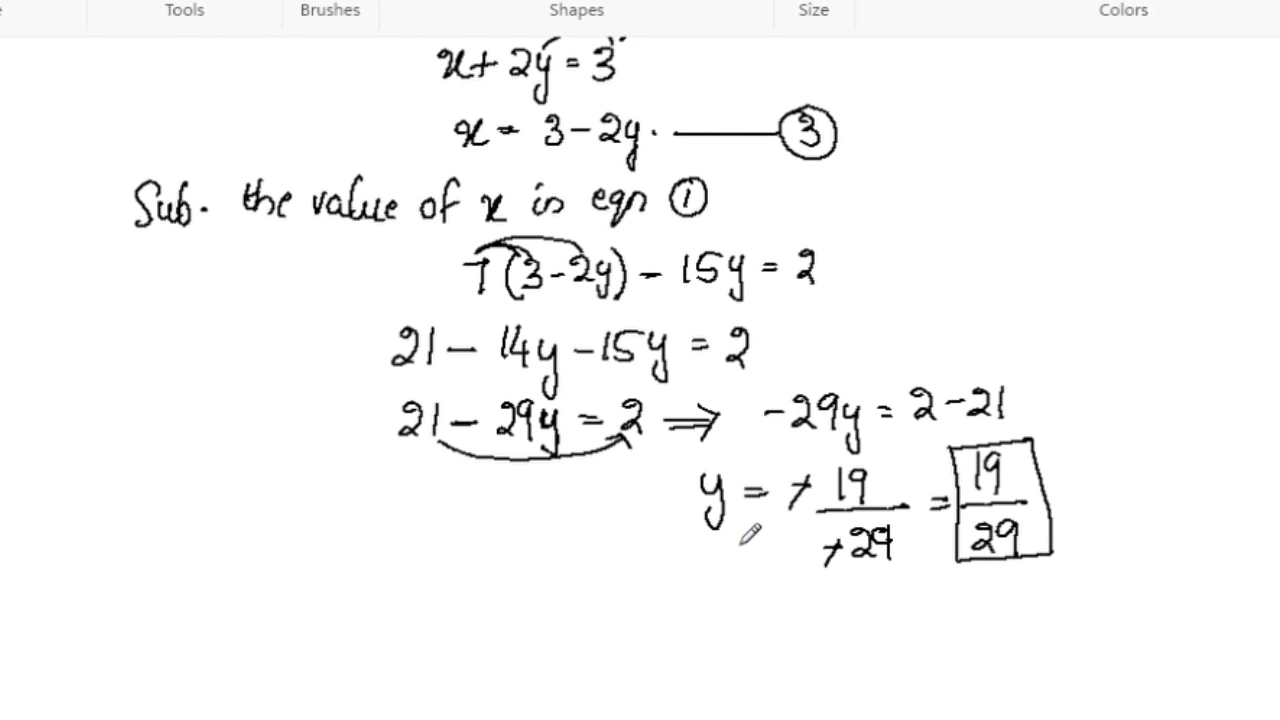 Tools Brushes Shapes Size Colors
x + 2y = 3
x = 3 - 2y. ——— ③
Sub. the value of x in eqn ①
7(3-2y) - 15y = 2
21 - 14y - 15y = 2
21 - 29y = 2 ⟹ -29y = 2-21
y = -19/-29 = 19/29